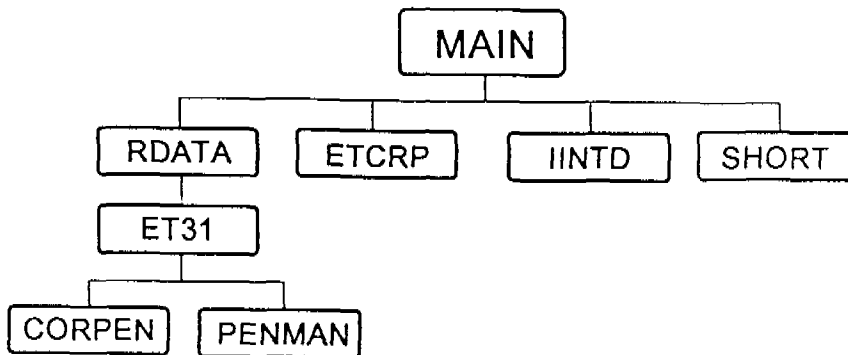 MAIN
RDATA
ETCRP
IINTD
SHORT
ET31
CORPEN
PENMAN